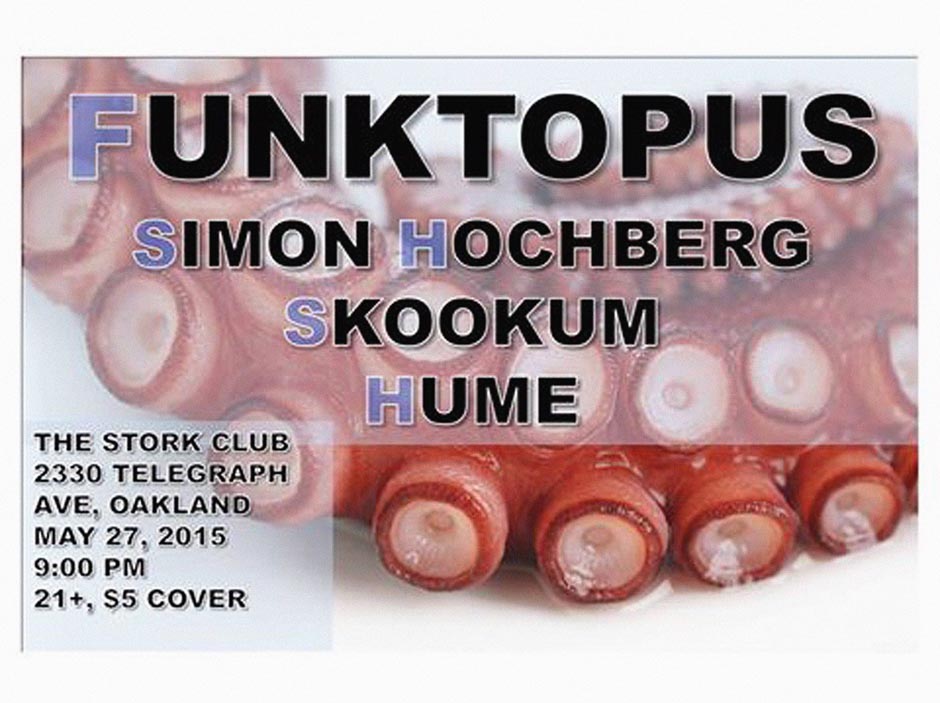 FUNKTOPUS
SIMON HOCHBERG
SKOOKUM
HUME
THE STORK CLUB
2330 TELEGRAPH
AVE, OAKLAND
MAY 27, 2015
9:00 PM
21+, $5 COVER